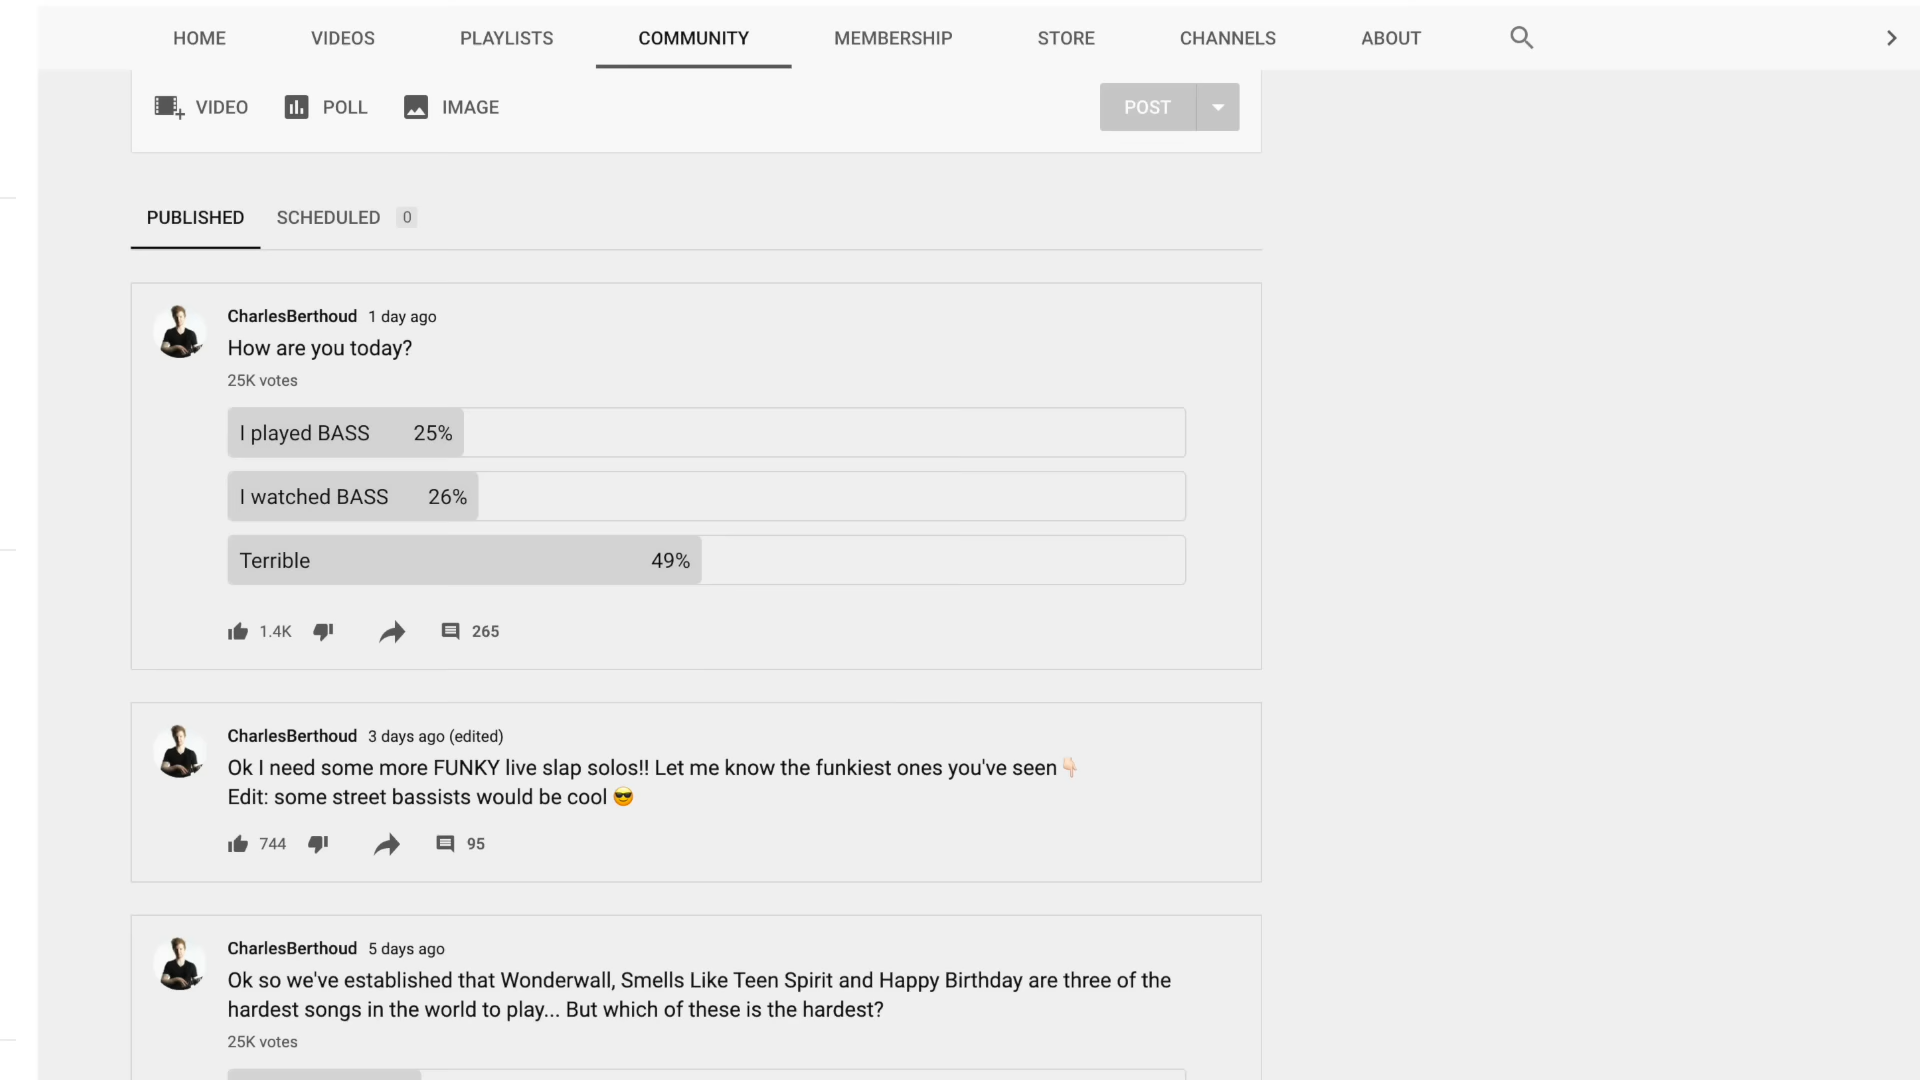 HOME VIDEOS PLAYLISTS COMMUNITY MEMBERSHIP STORE CHANNELS ABOUT
VIDEO POLL IMAGE POST
PUBLISHED SCHEDULED 0
CharlesBerthoud 1 day ago
How are you today?
25K votes
I played BASS 25%
I watched BASS 26%
Terrible 49%
1.4K 265
CharlesBerthoud 3 days ago (edited)
Ok I need some more FUNKY live slap solos!! Let me know the funkiest ones you've seen👇🏻
Edit: some street bassists would be cool 😎
744 95
CharlesBerthoud 5 days ago
Ok so we've established that Wonderwall, Smells Like Teen Spirit and Happy Birthday are three of the
hardest songs in the world to play... But which of these is the hardest?
25K votes